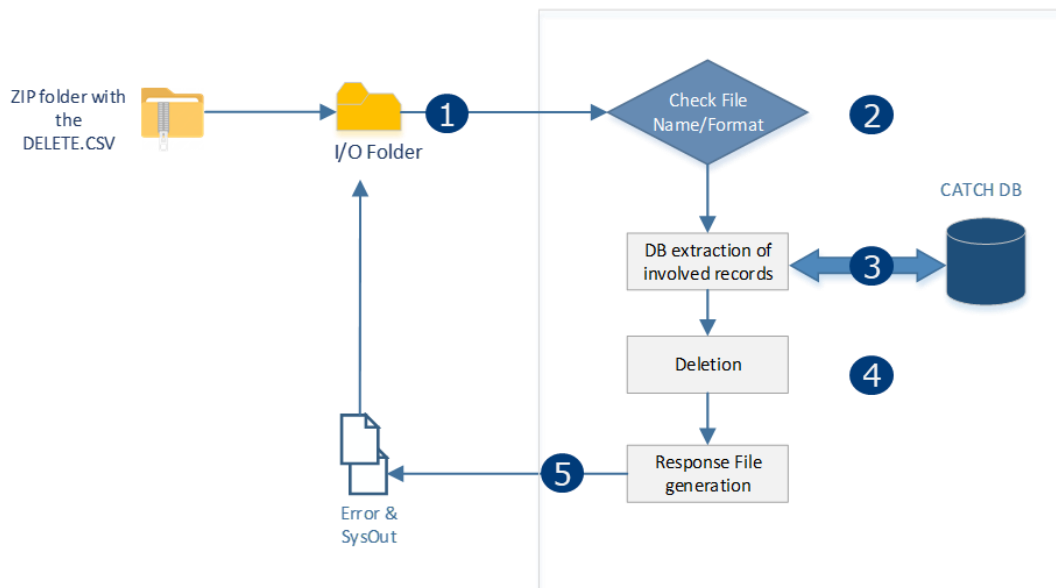 ZIP folder with
the
DELETE.CSV
I/O Folder
1
Check File
Name/Format
2
CATCH DB
DB extraction of
involved records
3
Deletion
4
Response File
generation
5
Error &
SysOut